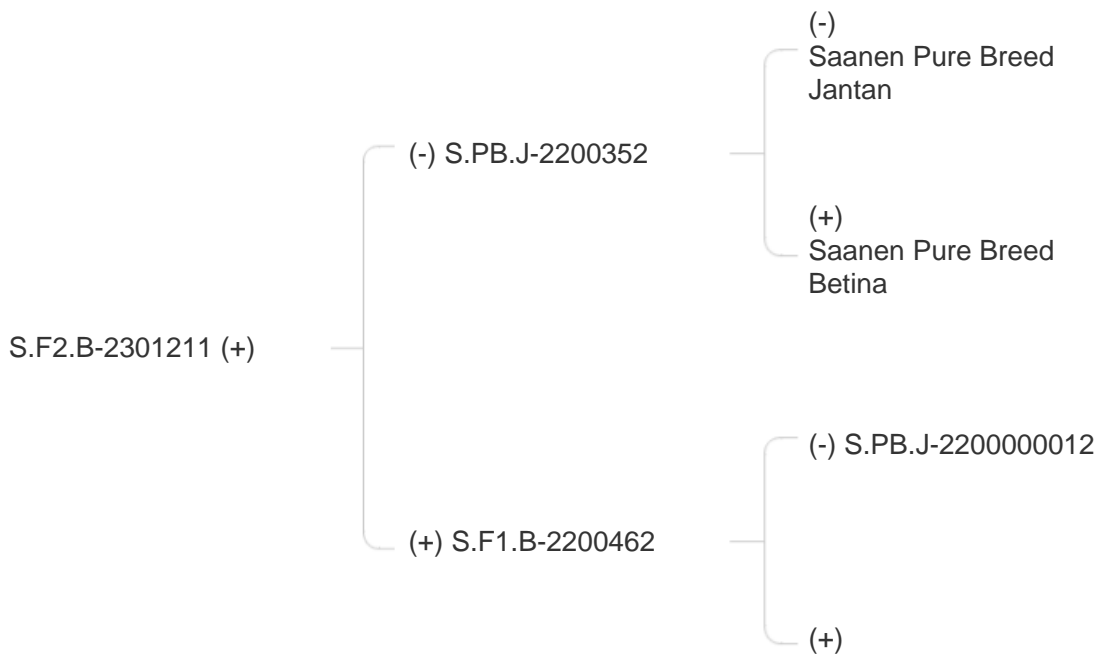 (-)
Saanen Pure Breed
Jantan
(-) S.PB.J-2200352
(+)
Saanen Pure Breed
Betina
S.F2.B-2301211 (+)
(-) S.PB.J-2200000012
(+) S.F1.B-2200462
(+)